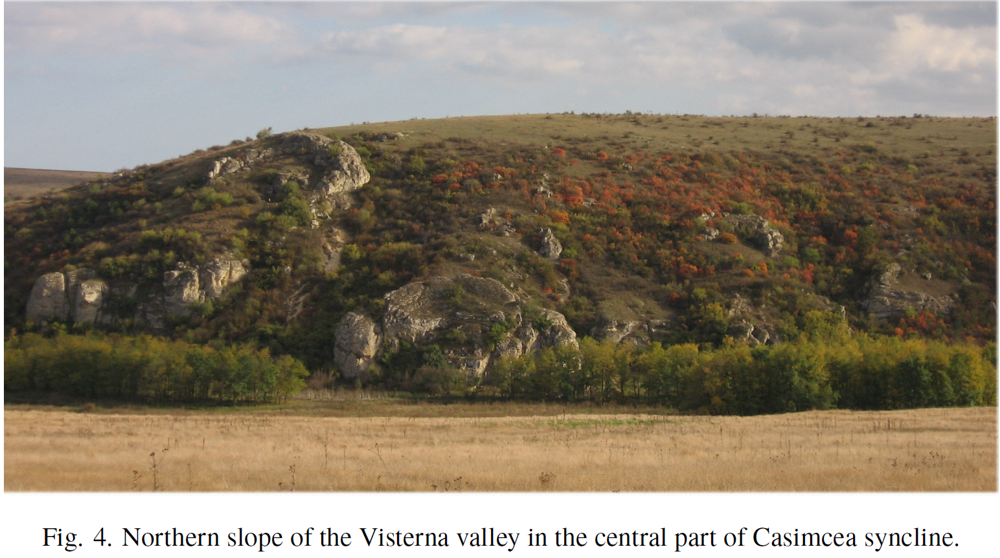 Fig. 4. Northern slope of the Visterna valley in the central part of Casimcea syncline.